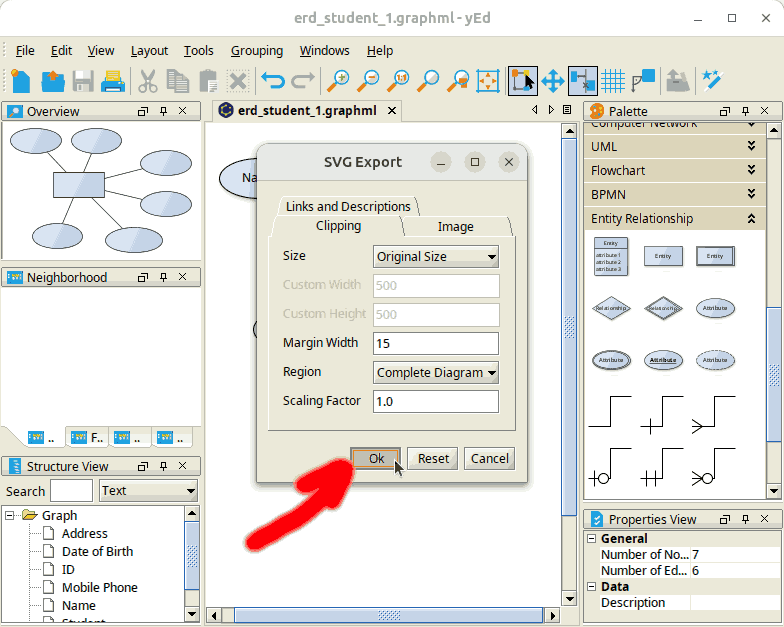 erd_student_1.graphml - yEd
File Edit View Layout Tools Grouping Windows Help
Overview
erd_student_1.graphml
Palette
Computer Network
UML
Flowchart
BPMN
Entity Relationship
Entity
attribute 1
attribute 2
attribute 3
Entity
Entity
Relationship
Relationship
Attribute
Attribute
Attribute
Attribute
Na
SVG Export
Links and Descriptions
Clipping
Image
Size Original Size
Custom Width 500
Custom Height 500
Margin Width 15
Region Complete Diagram
Scaling Factor 1.0
Ok Reset Cancel
Neighborhood
..
F..
..
..
Structure View
Search Text
Graph
Address
Date of Birth
ID
Mobile Phone
Name
Student
Properties View
General
Number of No... 7
Number of Ed... 6
Data
Description